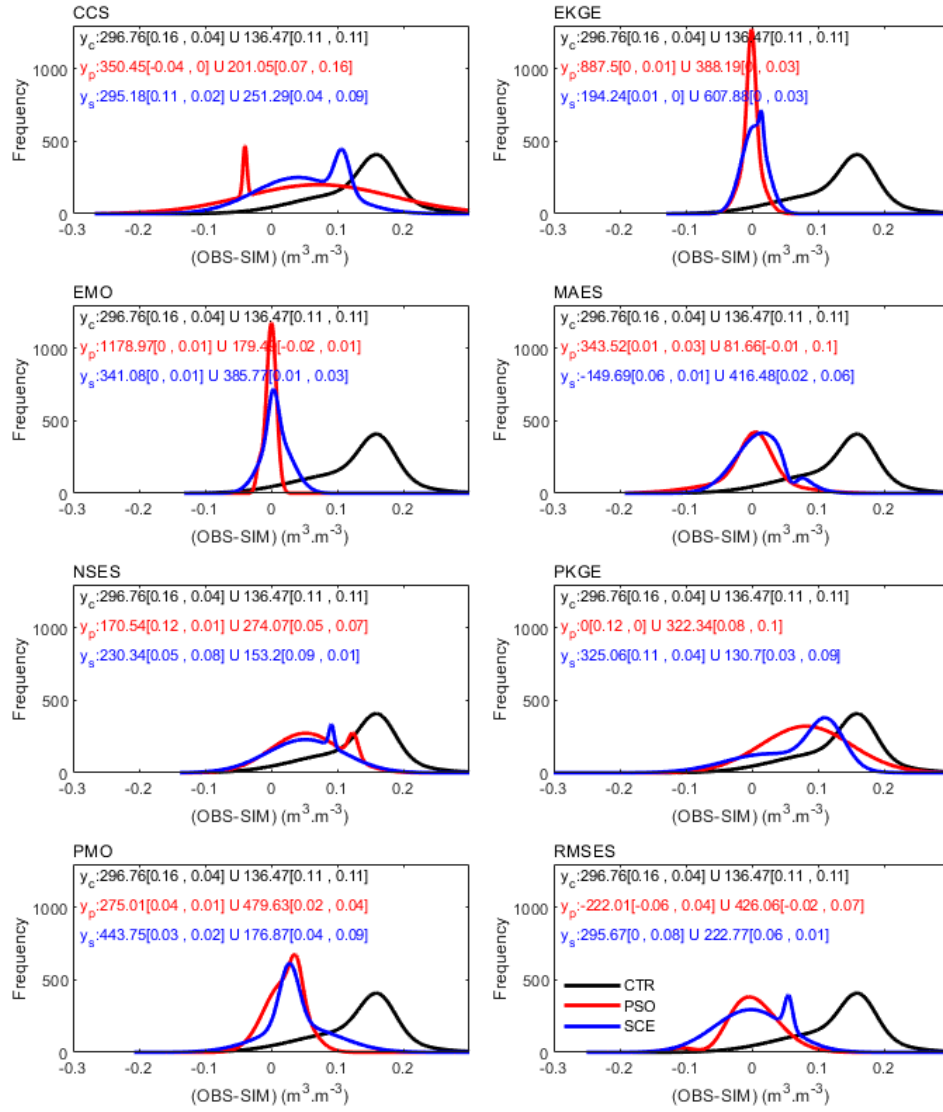 CCS
y_c:296.76[0.16 , 0.04] U 136.47[0.11 , 0.11]
y_p:350.45[-0.04 , 0] U 201.05[0.07 , 0.16]
y_s:295.18[0.11 , 0.02] U 251.29[0.04 , 0.09]
Frequency
1000
500
0
-0.3 -0.2 -0.1 0 0.1 0.2
(OBS-SIM) (m³.m⁻³)
EKGE
y_c:296.76[0.16 , 0.04] U 136.47[0.11 , 0.11]
y_p:887.5[0 , 0.01] U 388.19[0 , 0.03]
y_s:194.24[0.01 , 0] U 607.88[0 , 0.03]
Frequency
1000
500
0
-0.3 -0.2 -0.1 0 0.1 0.2
(OBS-SIM) (m³.m⁻³)
EMO
y_c:296.76[0.16 , 0.04] U 136.47[0.11 , 0.11]
y_p:1178.97[0 , 0.01] U 179.49[-0.02 , 0.01]
y_s:341.08[0 , 0.01] U 385.77[0.01 , 0.03]
Frequency
1000
500
0
-0.3 -0.2 -0.1 0 0.1 0.2
(OBS-SIM) (m³.m⁻³)
MAES
y_c:296.76[0.16 , 0.04] U 136.47[0.11 , 0.11]
y_p:343.52[0.01 , 0.03] U 81.66[-0.01 , 0.1]
y_s:-149.69[0.06 , 0.01] U 416.48[0.02 , 0.06]
Frequency
1000
500
0
-0.3 -0.2 -0.1 0 0.1 0.2
(OBS-SIM) (m³.m⁻³)
NSES
y_c:296.76[0.16 , 0.04] U 136.47[0.11 , 0.11]
y_p:170.54[0.12 , 0.01] U 274.07[0.05 , 0.07]
y_s:230.34[0.05 , 0.08] U 153.2[0.09 , 0.01]
Frequency
1000
500
0
-0.3 -0.2 -0.1 0 0.1 0.2
(OBS-SIM) (m³.m⁻³)
PKGE
y_c:296.76[0.16 , 0.04] U 136.47[0.11 , 0.11]
y_p:0[0.12 , 0] U 322.34[0.08 , 0.1]
y_s:325.06[0.11 , 0.04] U 130.7[0.03 , 0.09]
Frequency
1000
500
0
-0.3 -0.2 -0.1 0 0.1 0.2
(OBS-SIM) (m³.m⁻³)
PMO
y_c:296.76[0.16 , 0.04] U 136.47[0.11 , 0.11]
y_p:275.01[0.04 , 0.01] U 479.63[0.02 , 0.04]
y_s:443.75[0.03 , 0.02] U 176.87[0.04 , 0.09]
Frequency
1000
500
0
-0.3 -0.2 -0.1 0 0.1 0.2
(OBS-SIM) (m³.m⁻³)
RMSES
y_c:296.76[0.16 , 0.04] U 136.47[0.11 , 0.11]
y_p:-222.01[-0.06 , 0.04] U 426.06[-0.02 , 0.07]
y_s:295.67[0 , 0.08] U 222.77[0.06 , 0.01]
Frequency
1000
500
0
CTR
PSO
SCE
-0.3 -0.2 -0.1 0 0.1 0.2
(OBS-SIM) (m³.m⁻³)